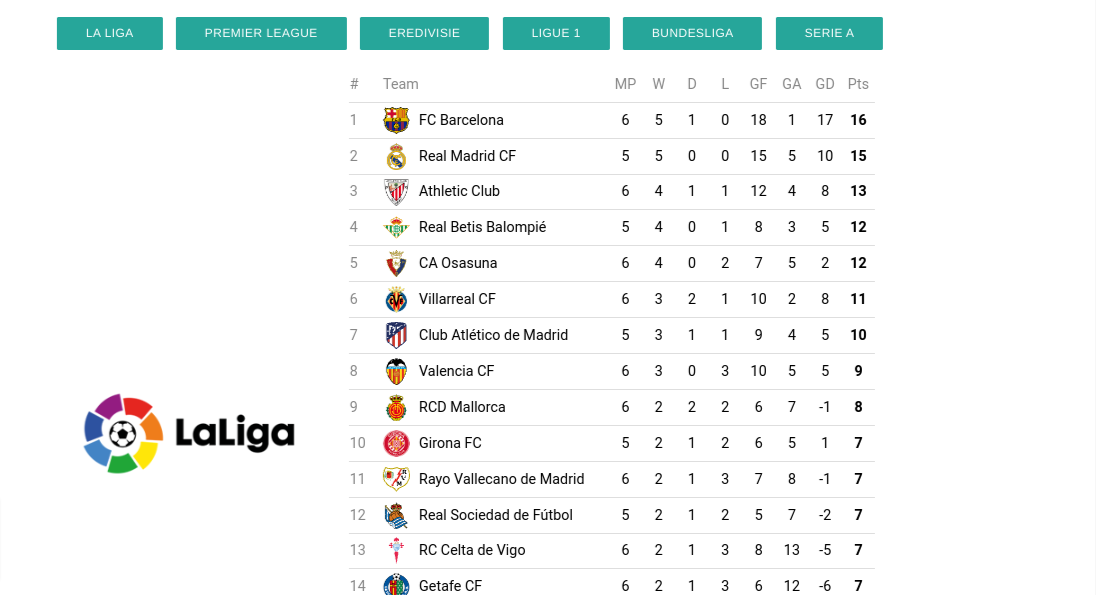 LA LIGA PREMIER LEAGUE EREDIVISIE LIGUE 1 BUNDESLIGA SERIE A
# Team MP W D L GF GA GD Pts
1 FC Barcelona 6 5 1 0 18 1 17 16
2 Real Madrid CF 5 5 0 0 15 5 10 15
3 Athletic Club 6 4 1 1 12 4 8 13
4 Real Betis Balompié 5 4 0 1 8 3 5 12
5 CA Osasuna 6 4 0 2 7 5 2 12
6 Villarreal CF 6 3 2 1 10 2 8 11
7 Club Atlético de Madrid 5 3 1 1 9 4 5 10
8 Valencia CF 6 3 0 3 10 5 5 9
9 RCD Mallorca 6 2 2 2 6 7 -1 8
LaLiga
10 Girona FC 5 2 1 2 6 5 1 7
11 Rayo Vallecano de Madrid 6 2 1 3 7 8 -1 7
12 Real Sociedad de Fútbol 5 2 1 2 5 7 -2 7
13 RC Celta de Vigo 6 2 1 3 8 13 -5 7
14 Getafe CF 6 2 1 3 6 12 -6 7